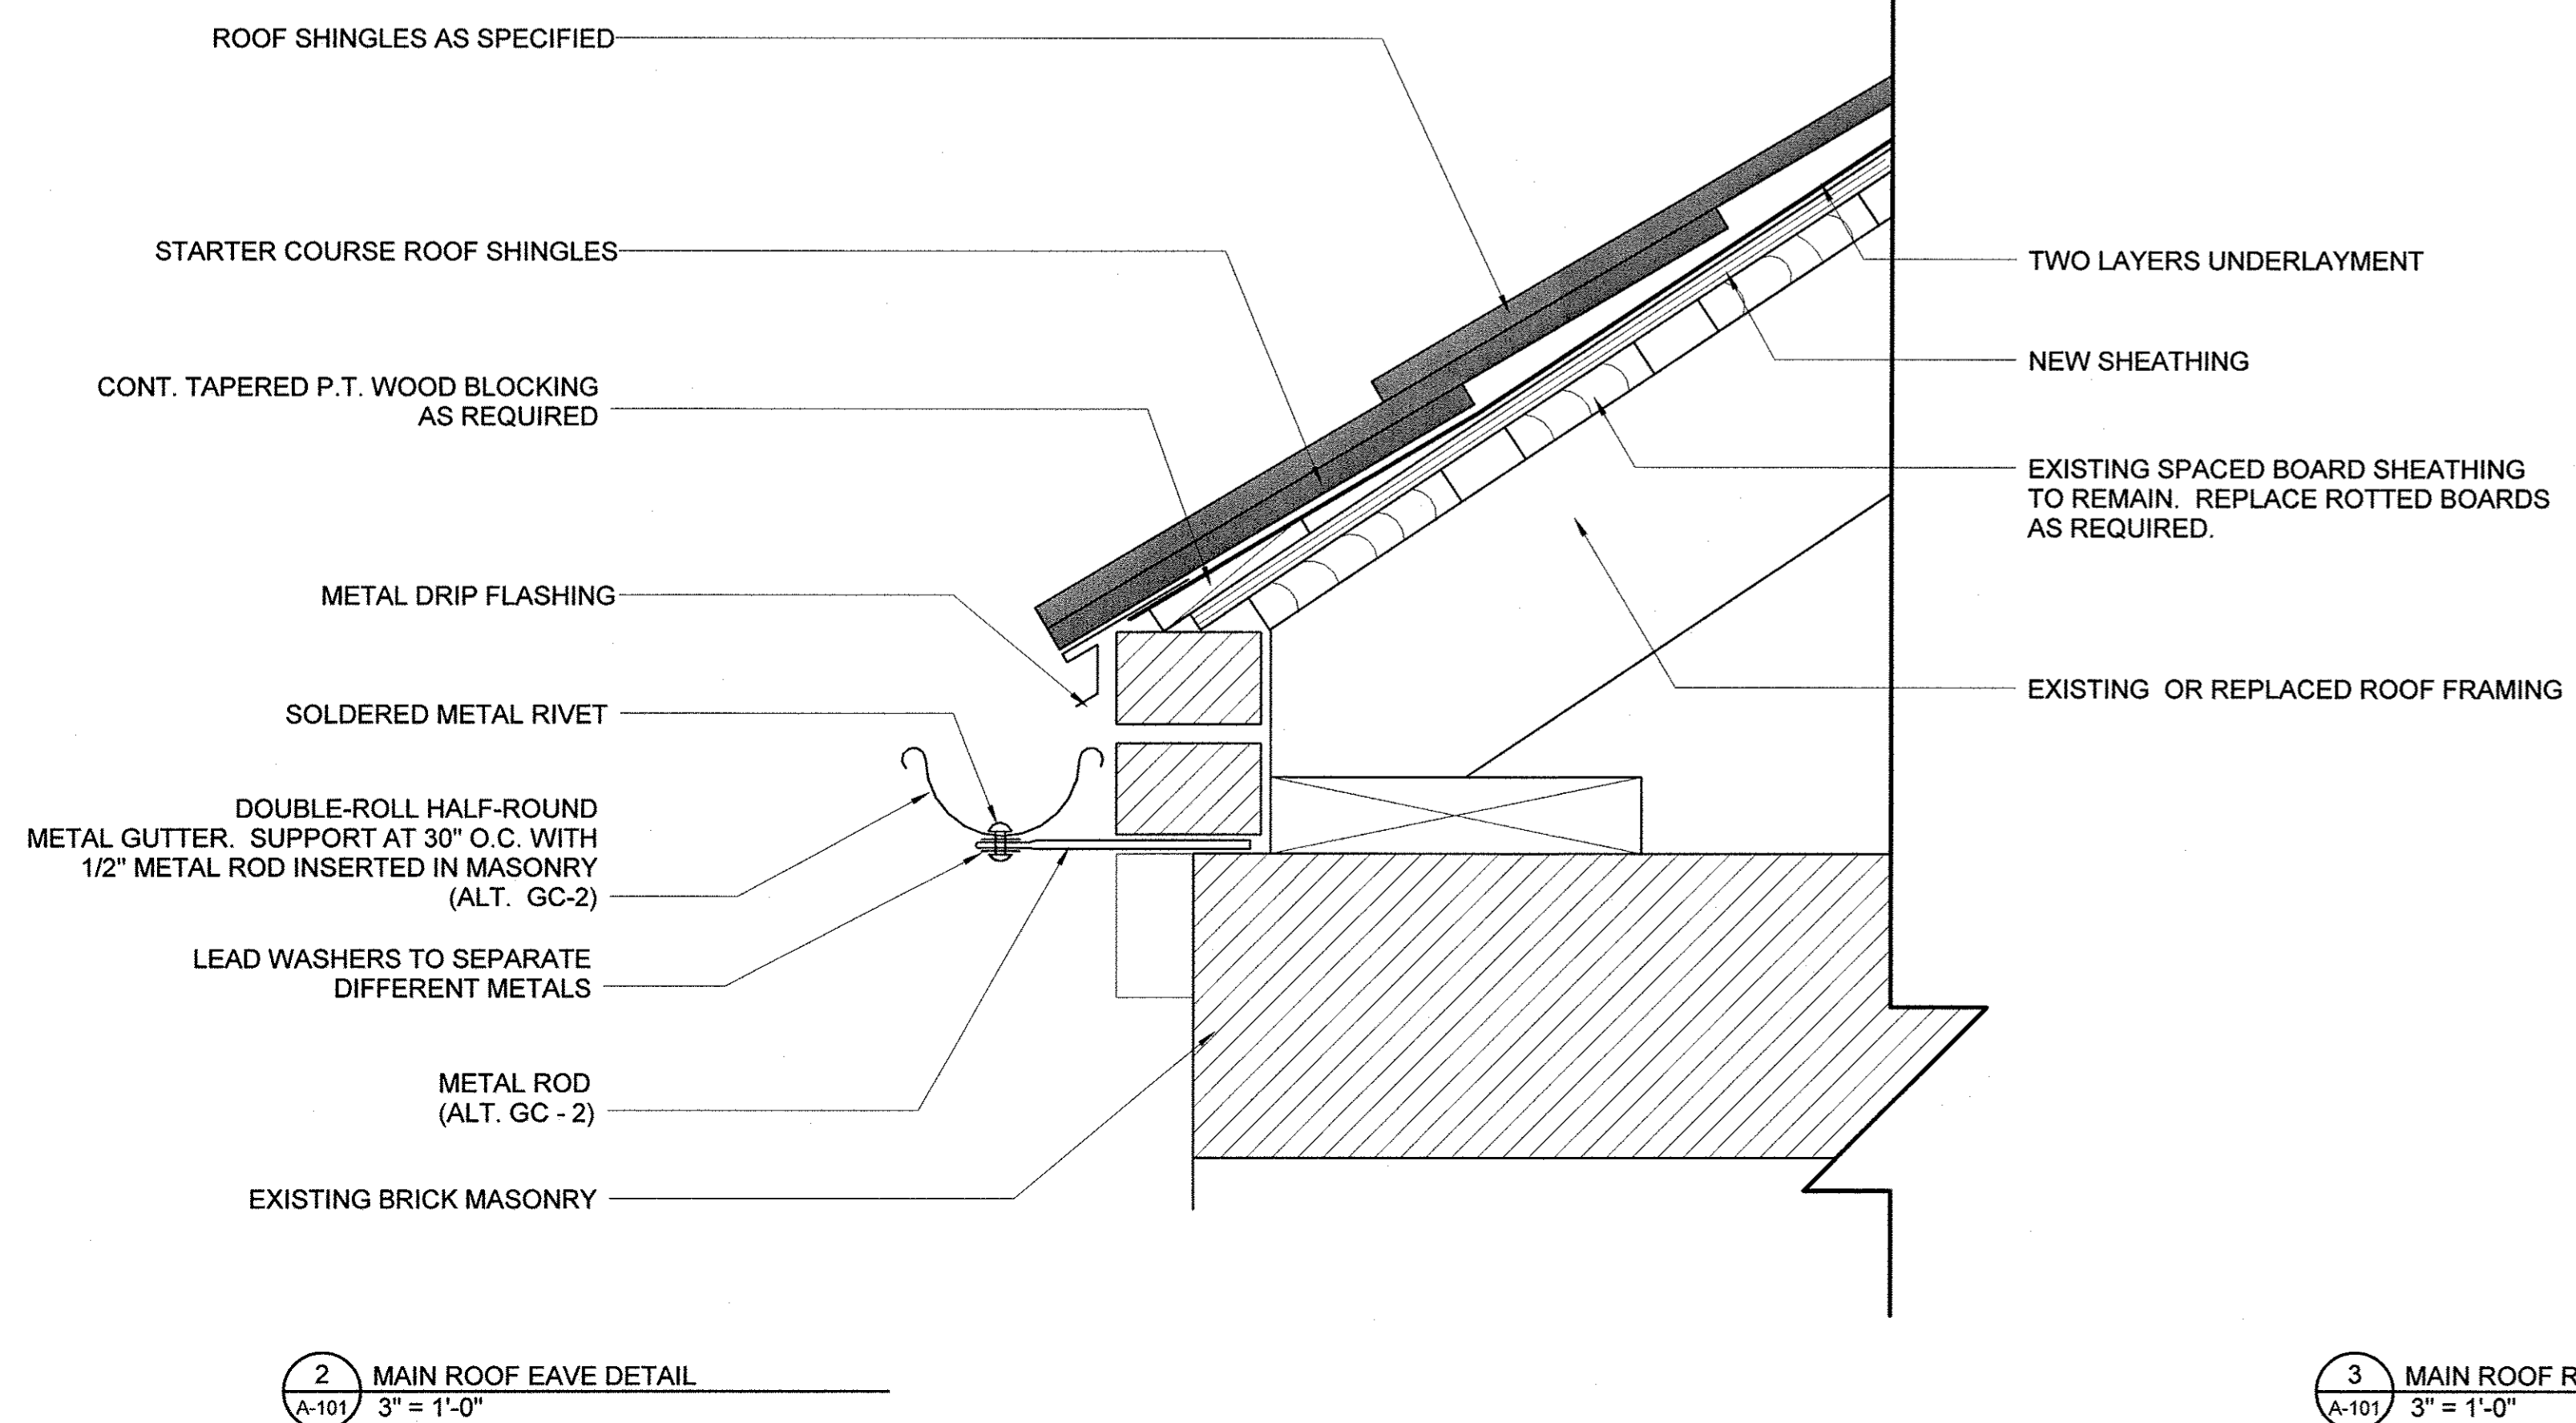 ROOF SHINGLES AS SPECIFIED
STARTER COURSE ROOF SHINGLES
CONT. TAPERED P.T. WOOD BLOCKING
AS REQUIRED
METAL DRIP FLASHING
SOLDERED METAL RIVET
DOUBLE-ROLL HALF-ROUND
METAL GUTTER. SUPPORT AT 30" O.C. WITH
1/2" METAL ROD INSERTED IN MASONRY
(ALT. GC-2)
LEAD WASHERS TO SEPARATE
DIFFERENT METALS
METAL ROD
(ALT. GC - 2)
EXISTING BRICK MASONRY
TWO LAYERS UNDERLAYMENT
NEW SHEATHING
EXISTING SPACED BOARD SHEATHING
TO REMAIN. REPLACE ROTTED BOARDS
AS REQUIRED.
EXISTING OR REPLACED ROOF FRAMING
2
MAIN ROOF EAVE DETAIL
A-101
3" = 1'-0"
3
MAIN ROOF R
A-101
3" = 1'-0"